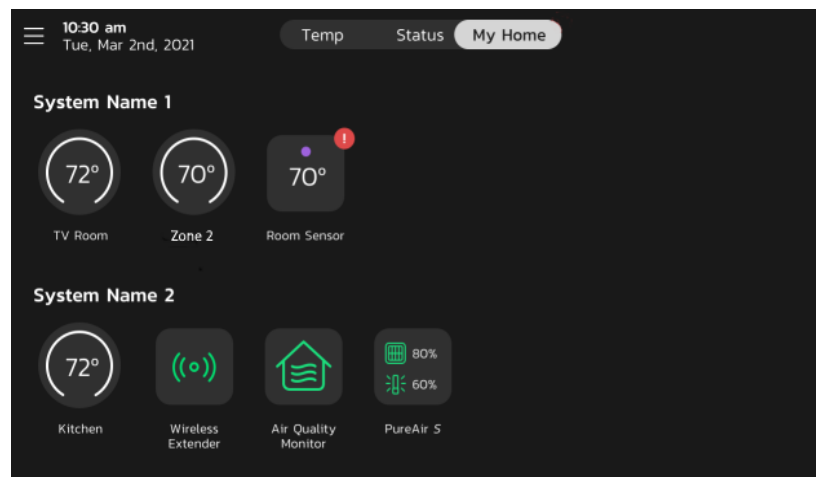 10:30 am
Tue, Mar 2nd, 2021
Temp Status My Home
System Name 1
72° 70° 70°
!
TV Room Zone 2 Room Sensor
System Name 2
72° 80%
60%
Kitchen Wireless Extender Air Quality Monitor PureAir S